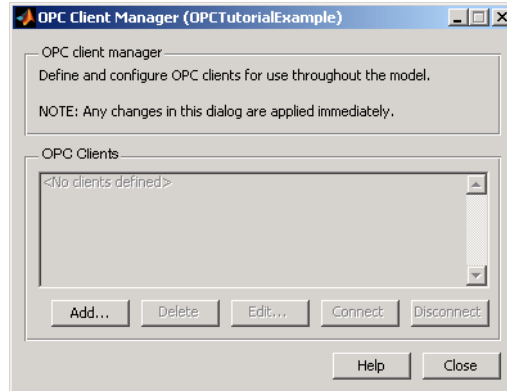 OPC Client Manager (OPCTutorialExample)
OPC client manager
Define and configure OPC clients for use throughout the model.
NOTE: Any changes in this dialog are applied immediately.
OPC Clients
<No clients defined>
Add... Delete Edit... Connect Disconnect
Help Close